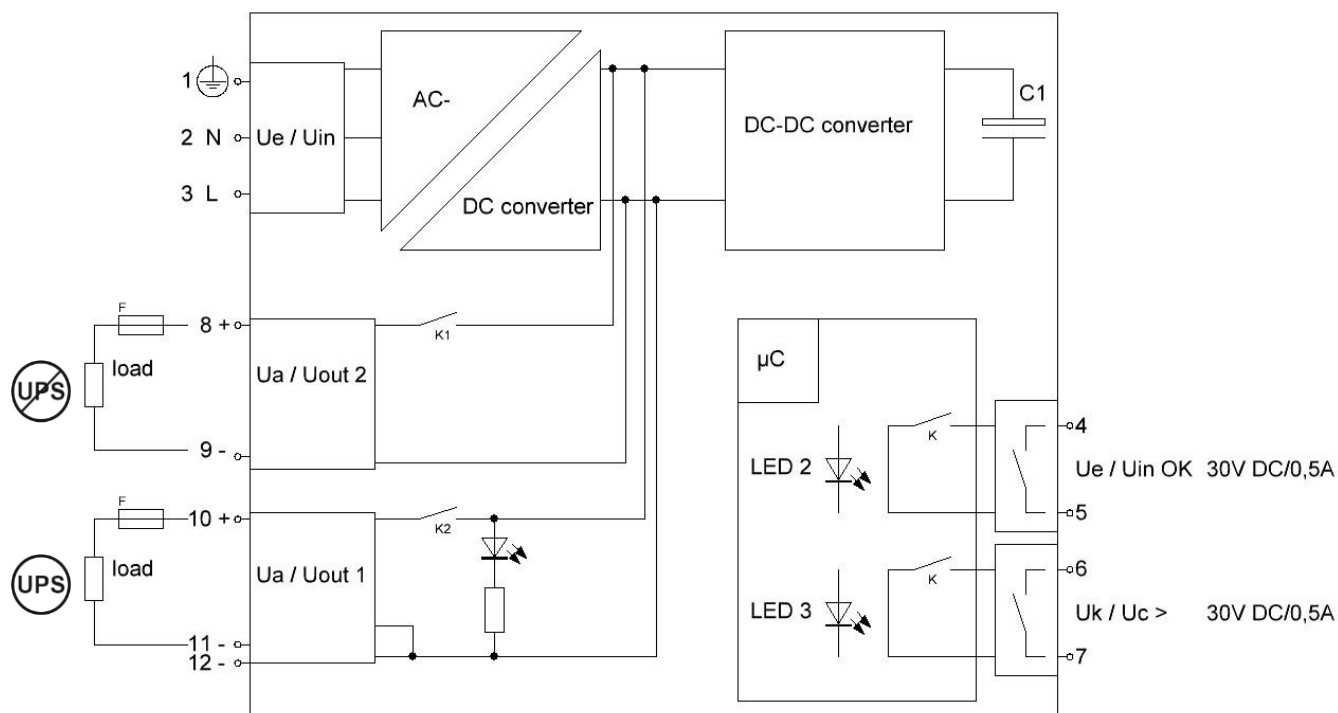 1
2 N
3 L
Ue / Uin
AC-
DC converter
DC-DC converter
C1
F
8 +
load
UPS
9 -
Ua / Uout 2
K1
F
10 +
load
UPS
11 -
12 -
Ua / Uout 1
K2
µC
LED 2
K
4
Ue / Uin OK 30V DC/0,5A
5
LED 3
K
6
Uk / Uc > 30V DC/0,5A
7